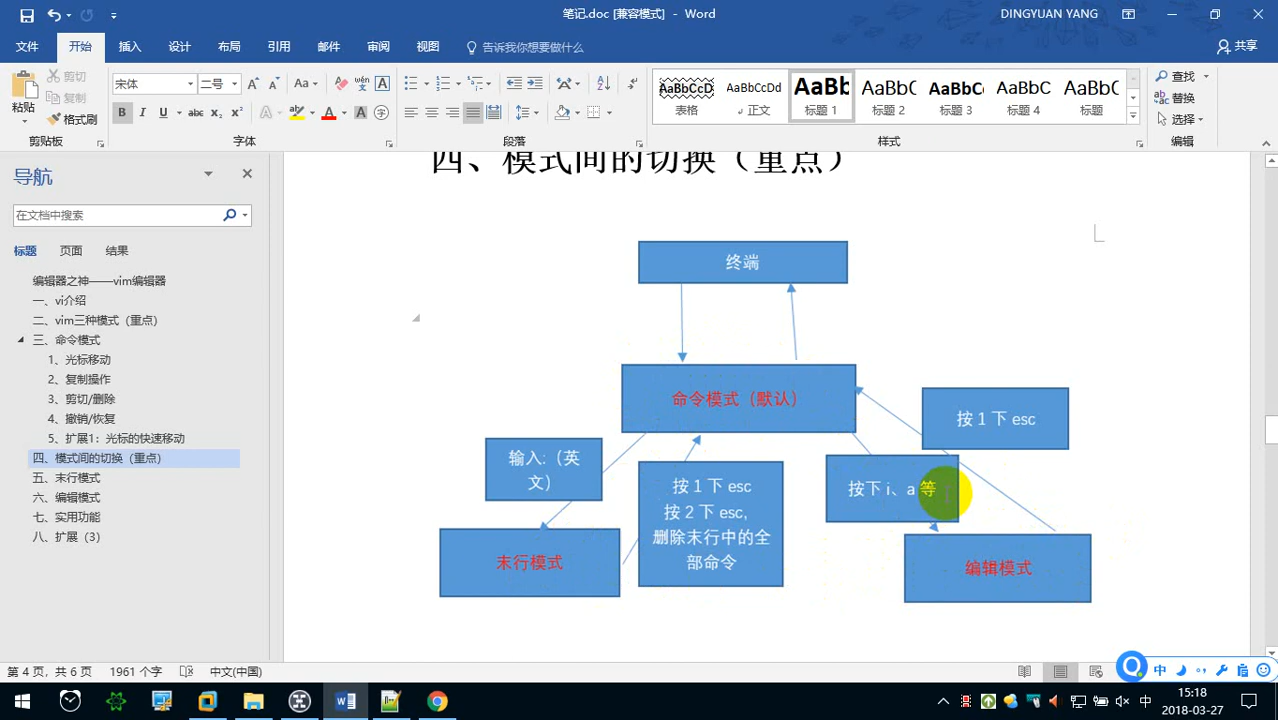 笔记.doc [兼容模式] - Word
DINGYUAN YANG
文件 开始 插入 设计 布局 引用 邮件 审阅 视图 告诉我你想要做什么 共享
粘贴
剪切
复制
格式刷
剪贴板
宋体 二号
字体
段落
AaBbCcD 表格
AaBbCcDd 正文
AaBb 标题 1
AaBbC 标题 2
AaBbC 标题 3
AaBbC 标题 4
AaBbC 标题
样式
查找
替换
选择
编辑
导航
在文档中搜索
标题 页面 结果
编辑器之神——vim编辑器
一、vi介绍
二、vim三种模式（重点）
三、命令模式
1、光标移动
2、复制操作
3、剪切/删除
4、撤销/恢复
5、扩展1：光标的快速移动
四、模式间的切换（重点）
五、末行模式
六、编辑模式
七、实用功能
八、扩展（3）
四、模式间的切换（重点）
终端
命令模式（默认）
按 1 下 esc
输入:（英
文）
按 1 下 esc
按 2 下 esc,
删除末行中的全
部命令
按下 i、a 等
末行模式
编辑模式
第 4 页，共 6 页 1961 个字 中文(中国)
中
中
15:18
2018-03-27